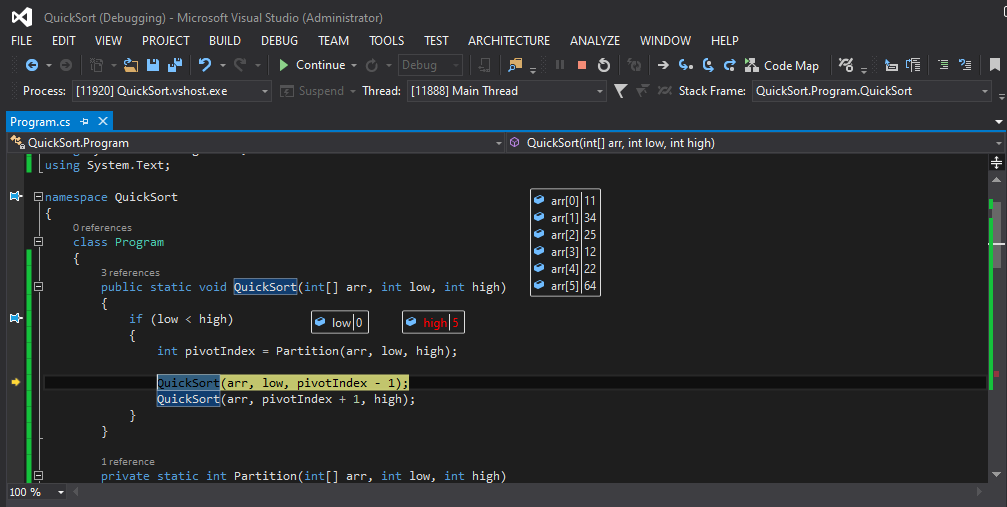 QuickSort (Debugging) - Microsoft Visual Studio (Administrator)
FILE EDIT VIEW PROJECT BUILD DEBUG TEAM TOOLS TEST ARCHITECTURE ANALYZE WINDOW HELP
Continue Debug Code Map
Process: [11920] QuickSort.vshost.exe Suspend Thread: [11888] Main Thread Stack Frame: QuickSort.Program.QuickSort
Program.cs
QuickSort.Program QuickSort(int[] arr, int low, int high)
using System.Text;
namespace QuickSort
{
0 references
class Program
{
3 references
public static void QuickSort(int[] arr, int low, int high)
{
if (low < high)
{
int pivotIndex = Partition(arr, low, high);
QuickSort(arr, low, pivotIndex - 1);
QuickSort(arr, pivotIndex + 1, high);
}
}
1 reference
private static int Partition(int[] arr, int low, int high)
arr[0] 11
arr[1] 34
arr[2] 25
arr[3] 12
arr[4] 22
arr[5] 64
low 0
high 5
100 %